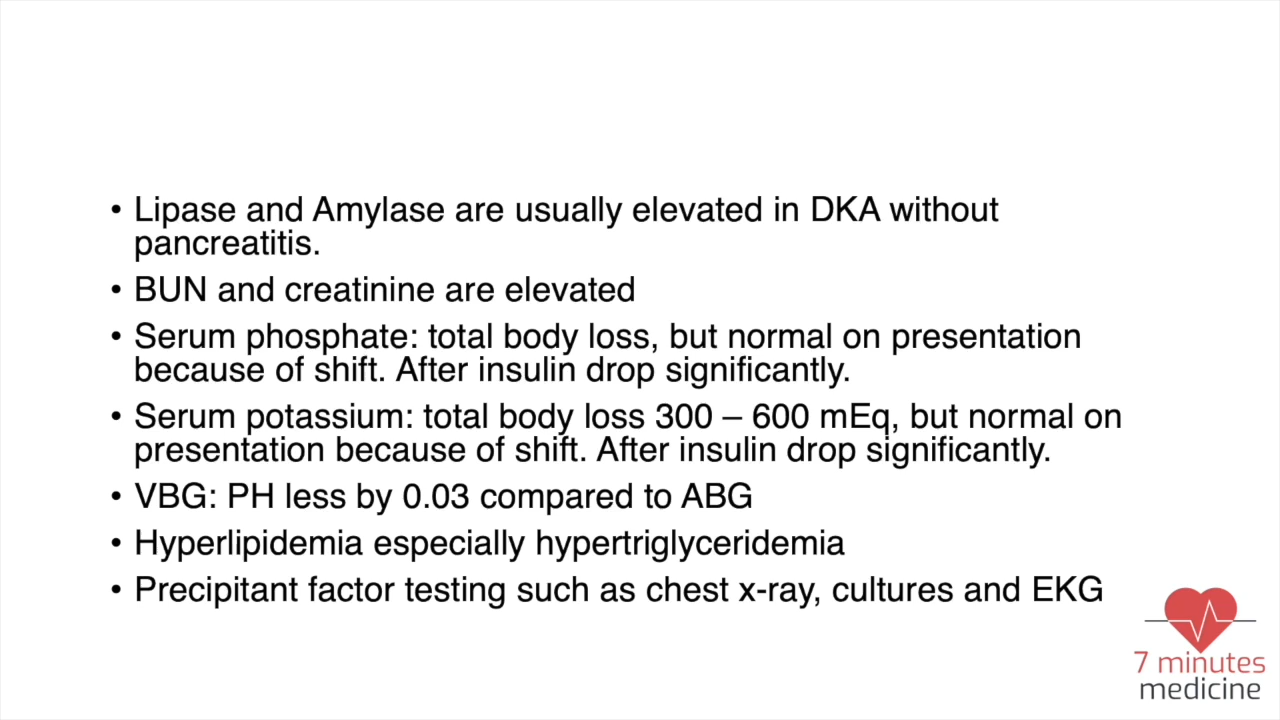 • Lipase and Amylase are usually elevated in DKA without
pancreatitis.
• BUN and creatinine are elevated
• Serum phosphate: total body loss, but normal on presentation
because of shift. After insulin drop significantly.
• Serum potassium: total body loss 300 – 600 mEq, but normal on
presentation because of shift. After insulin drop significantly.
• VBG: PH less by 0.03 compared to ABG
• Hyperlipidemia especially hypertriglyceridemia
• Precipitant factor testing such as chest x-ray, cultures and EKG
7 minutes
medicine